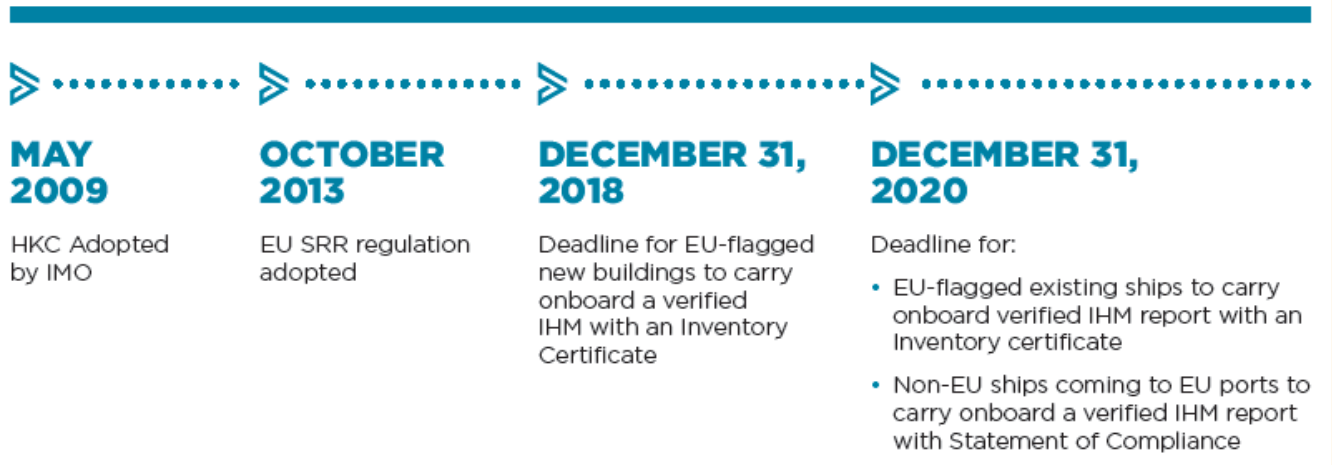 MAY
2009
HKC Adopted
by IMO
OCTOBER
2013
EU SRR regulation
adopted
DECEMBER 31,
2018
Deadline for EU-flagged
new buildings to carry
onboard a verified
IHM with an Inventory
Certificate
DECEMBER 31,
2020
Deadline for:
• EU-flagged existing ships to carry
onboard verified IHM report with an
Inventory certificate
• Non-EU ships coming to EU ports to
carry onboard a verified IHM report
with Statement of Compliance